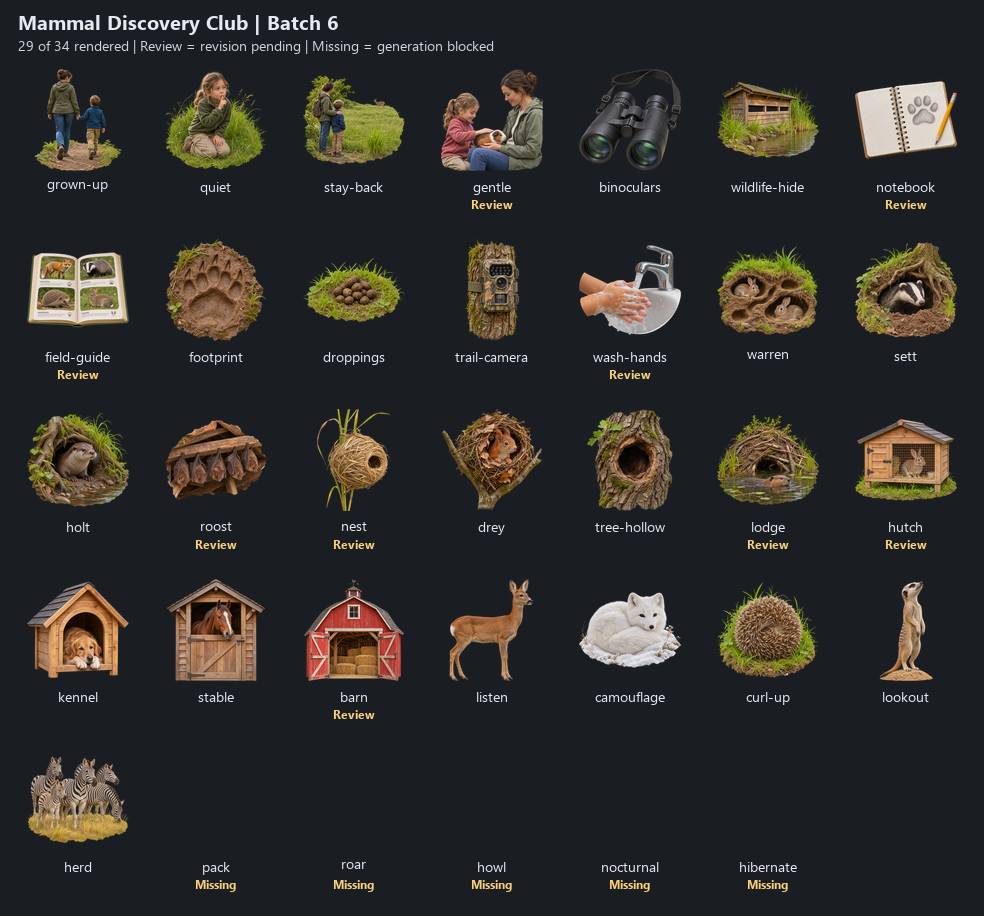 Mammal Discovery Club | Batch 6
29 of 34 rendered | Review = revision pending | Missing = generation blocked
grown-up
quiet
stay-back
gentle
Review
binoculars
wildlife-hide
notebook
Review
field-guide
Review
footprint
droppings
trail-camera
wash-hands
Review
warren
sett
holt
roost
Review
nest
Review
drey
tree-hollow
lodge
Review
hutch
Review
kennel
stable
barn
Review
listen
camouflage
curl-up
lookout
herd
pack
Missing
roar
Missing
howl
Missing
nocturnal
Missing
hibernate
Missing